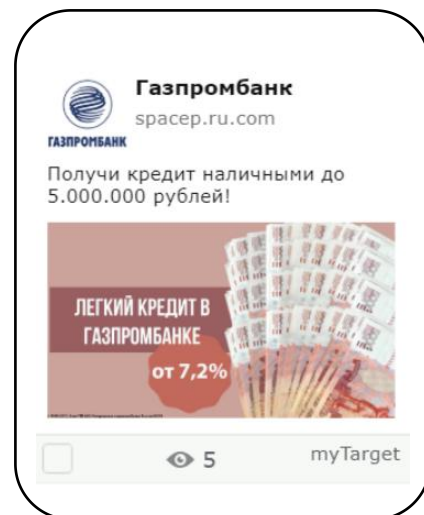 Газпромбанк
spacep.ru.com
ГАЗПРОМБАНК
Получи кредит наличными до
5.000.000 рублей!
ЛЕГКИЙ КРЕДИТ В
ГАЗПРОМБАНКЕ
от 7,2%
5
myTarget